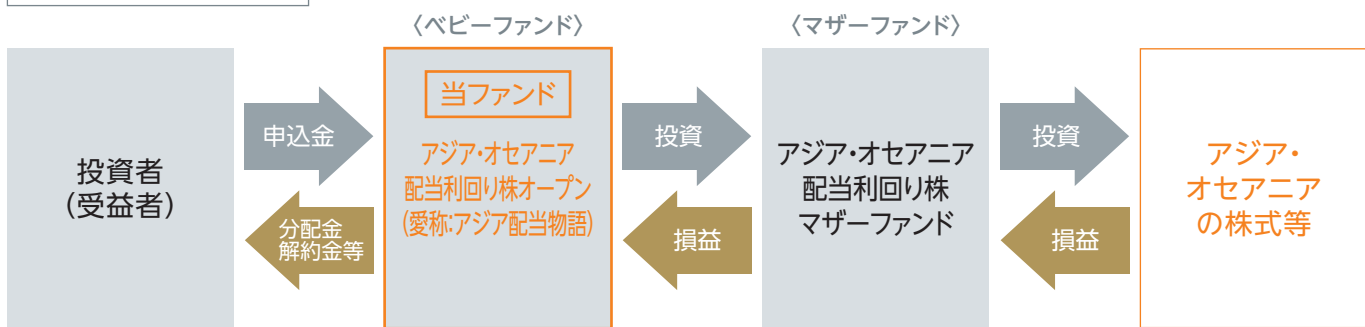 〈ベビーファンド〉
〈マザーファンド〉
投資者
(受益者)
申込金
分配金
解約金等
当ファンド
アジア・オセアニア
配当利回り株オープン
(愛称:アジア配当物語)
投資
損益
アジア・オセアニア
配当利回り株
マザーファンド
投資
損益
アジア・
オセアニア
の株式等